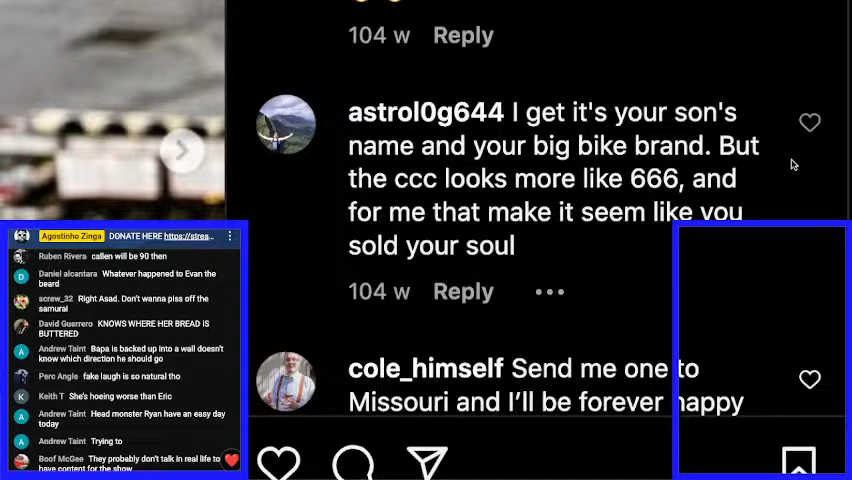 104 w Reply
astrol0g644 I get it's your son's
name and your big bike brand. But
the ccc looks more like 666, and
for me that make it seem like you
sold your soul
104 w Reply
cole_himself Send me one to
Missouri and I'll be forever happy
Agostinho Zinga DONATE HERE https://strea...
Ruben Rivera callen will be 90 then
D
Daniel alcantara Whatever happened to Evan the
beard
screw_32 Right Asad. Don't wanna piss off the
samurai
David Guerrero KNOWS WHERE HER BREAD IS
BUTTERED
A
Andrew Taint Bapa is backed up into a wall doesn't
know which direction he should go
Perc Angle fake laugh is so natural tho
K
Keith T She's hoeing worse than Eric
A
Andrew Taint Head monster Ryan have an easy day
today
A
Andrew Taint Trying to
Boof McGee They probably don't talk in real life to
have content for the show